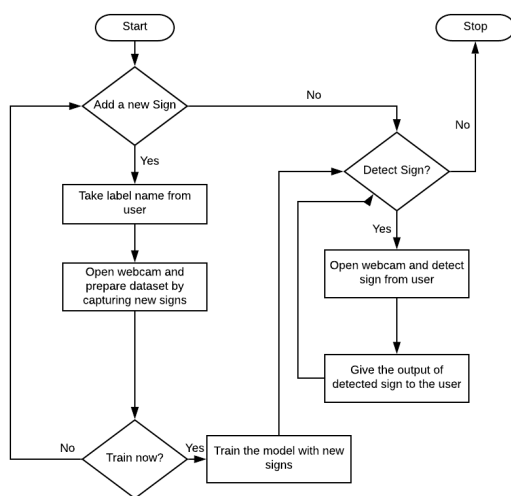 Start
Stop
Add a new Sign
No
No
Yes
Detect Sign?
Take label name from
user
Yes
Open webcam and
prepare dataset by
capturing new signs
Open webcam and detect
sign from user
Give the output of
detected sign to the user
No
Train now?
Yes
Train the model with new
signs